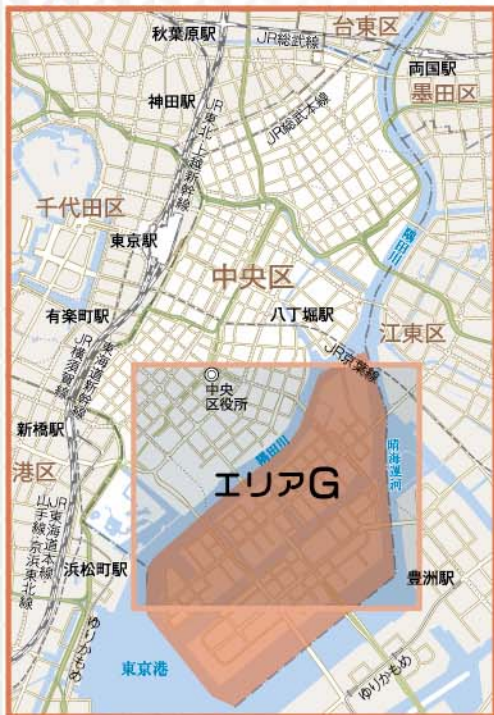 台東区
秋葉原駅
JR総武線
両国駅
墨田区
神田駅
JR総武本線
JR東北・上越新幹線
千代田区
隅田川
東京駅
中央区
有楽町駅
八丁堀駅
江東区
東海道新幹線
JR横須賀線
JR京葉線
中央
区役所
新橋駅
隅田川
晴海運河
港区
エリアG
JR東海道本線
山手線・京浜東北線
浜松町駅
豊洲駅
ゆりかもめ
東京港
ゆりかもめ